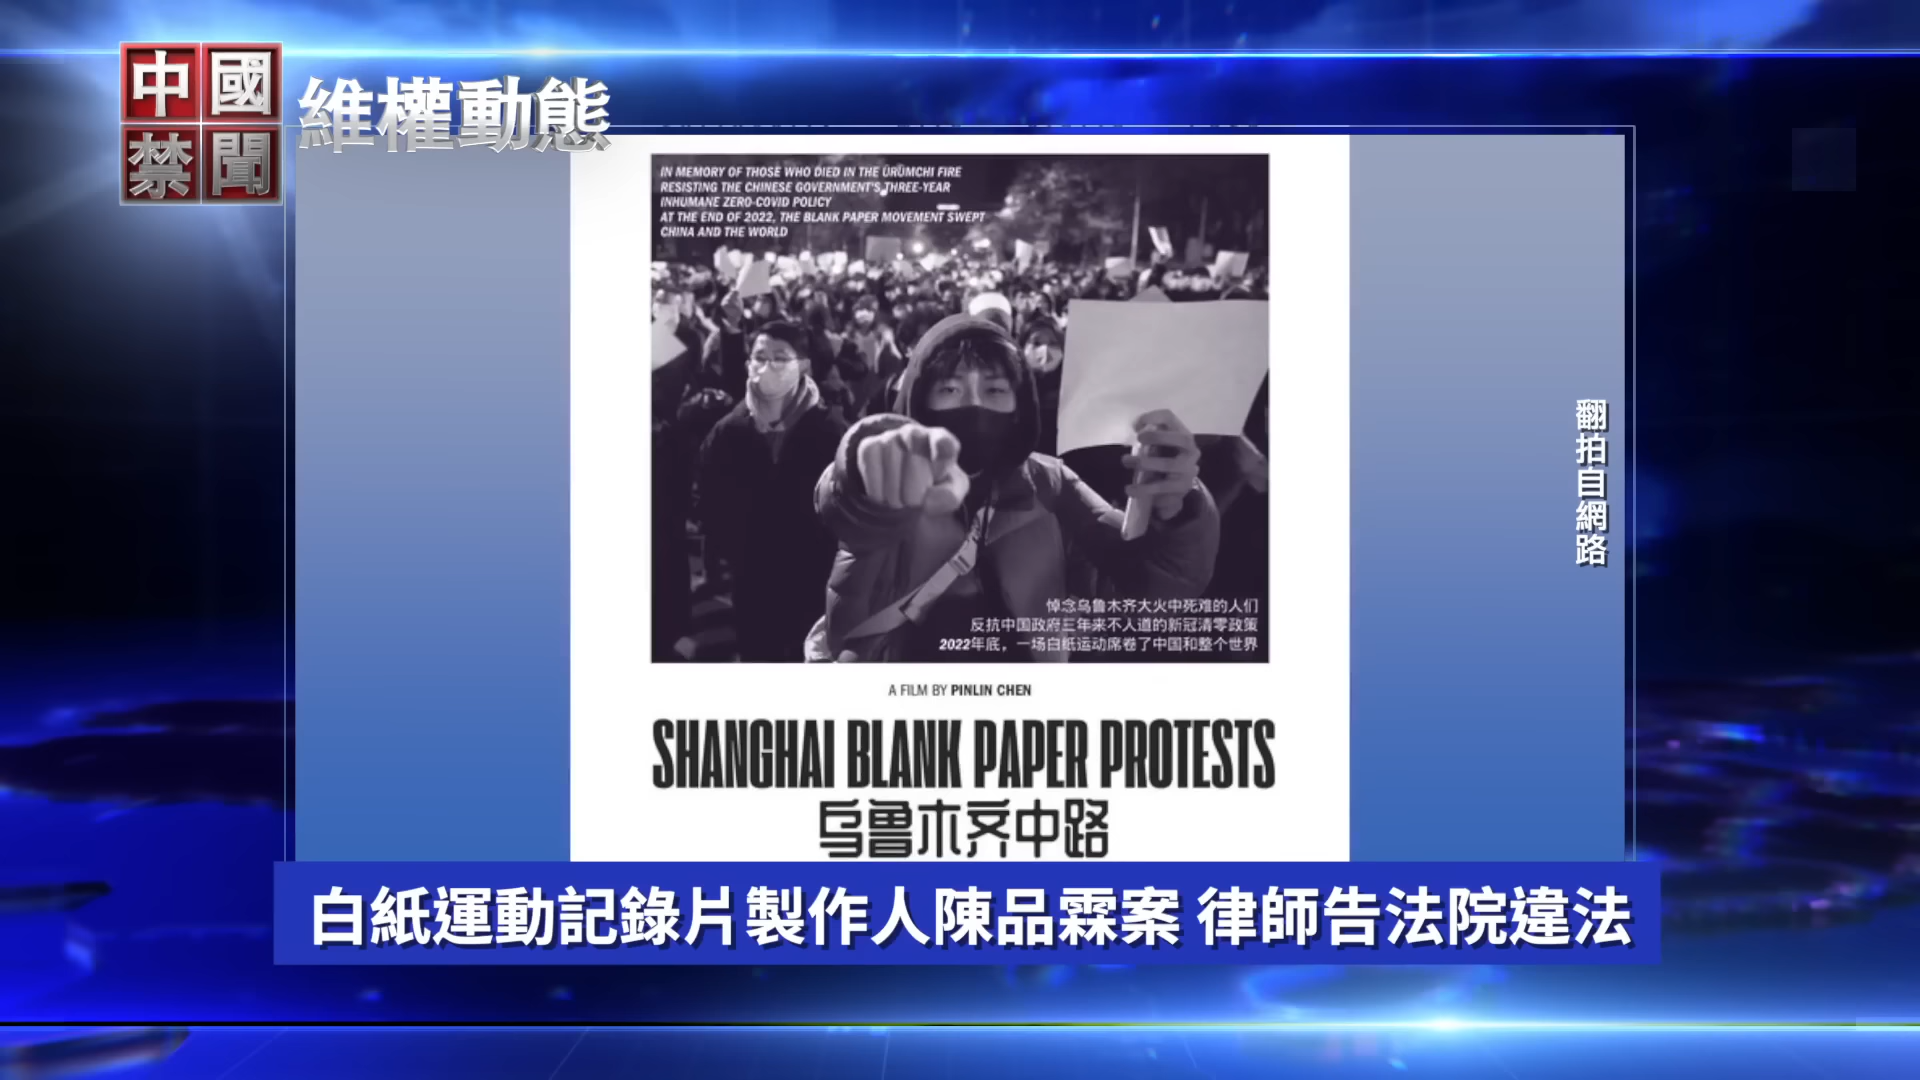 中國
禁聞
維權動態
IN MEMORY OF THOSE WHO DIED IN THE ÜRÜMCHI FIRE
RESISTING THE CHINESE GOVERNMENT'S THREE-YEAR
INHUMANE ZERO-COVID POLICY
AT THE END OF 2022, THE BLANK PAPER MOVEMENT SWEPT
CHINA AND THE WORLD
翻拍自網路
悼念乌鲁木齐大火中死难的人们
反抗中国政府三年来不人道的新冠清零政策
2022年底，一场白纸运动席卷了中国和整个世界
A FILM BY PINLIN CHEN
SHANGHAI BLANK PAPER PROTESTS
乌鲁木齐中路
白紙運動記錄片製作人陳品霖案 律師告法院違法